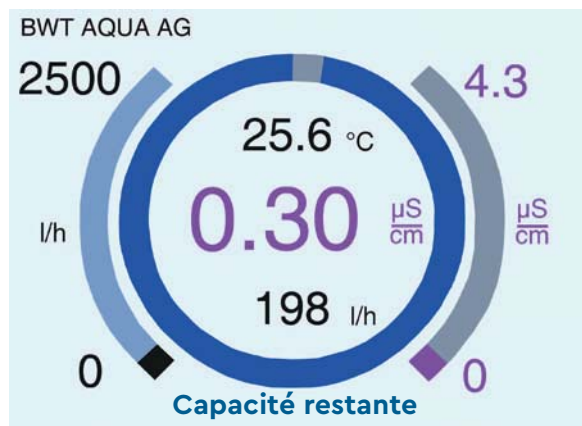 BWT AQUA AG
2500
4.3
25.6 °C
0.30 µS/cm
l/h
µS/cm
198 l/h
0
0
Capacité restante